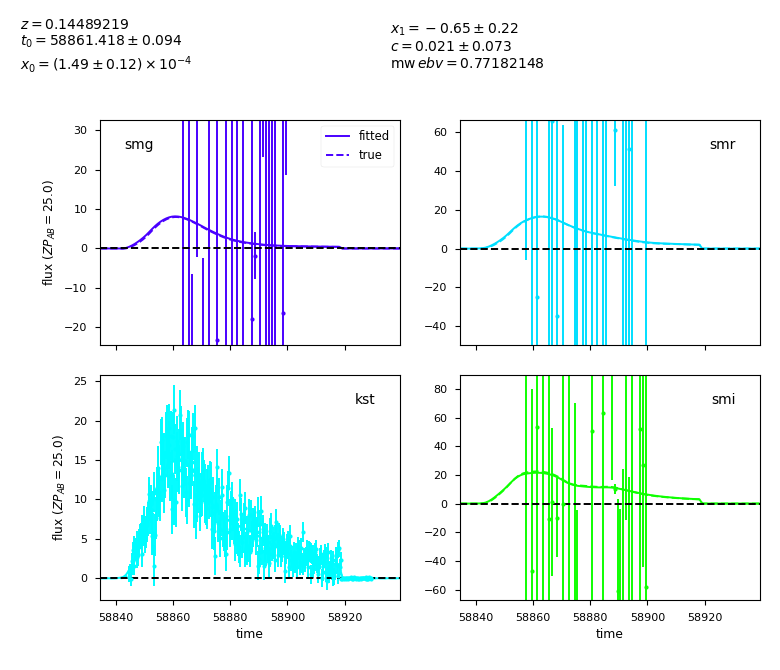 z = 0.14489219
t₀ = 58861.418 ± 0.094
x₀ = (1.49 ± 0.12) × 10⁻⁴
x₁ = −0.65 ± 0.22
c = 0.021 ± 0.073
mw ebv = 0.77182148
smg
fitted
true
30
20
10
0
−10
−20
flux (ZP_AB = 25.0)
smr
60
40
20
0
−20
−40
kst
25
20
15
10
5
0
flux (ZP_AB = 25.0)
58840 58860 58880 58900 58920
time
smi
80
60
40
20
0
−20
−40
−60
58840 58860 58880 58900 58920
time